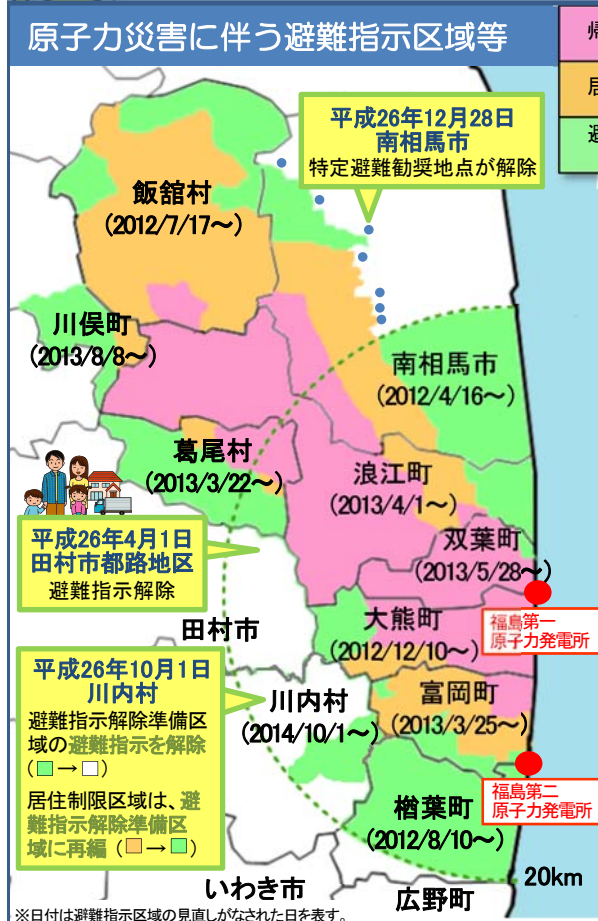 原子力災害に伴う避難指示区域等
帰
居
避
平成26年12月28日
南相馬市
特定避難勧奨地点が解除
飯舘村
(2012/7/17～)
川俣町
(2013/8/8～)
南相馬市
(2012/4/16～)
葛尾村
(2013/3/22～)
浪江町
(2013/4/1～)
平成26年4月1日
田村市都路地区
避難指示解除
双葉町
(2013/5/28～)
田村市
大熊町
(2012/12/10～)
福島第一
原子力発電所
平成26年10月1日
川内村
避難指示解除準備区
域の避難指示を解除
(□→□)
居住制限区域は、避
難指示解除準備区
域に再編 (□→□)
川内村
(2014/10/1～)
富岡町
(2013/3/25～)
福島第二
原子力発電所
楢葉町
(2012/8/10～)
20km
いわき市
広野町
※日付は避難指示区域の見直しがなされた日を表す。